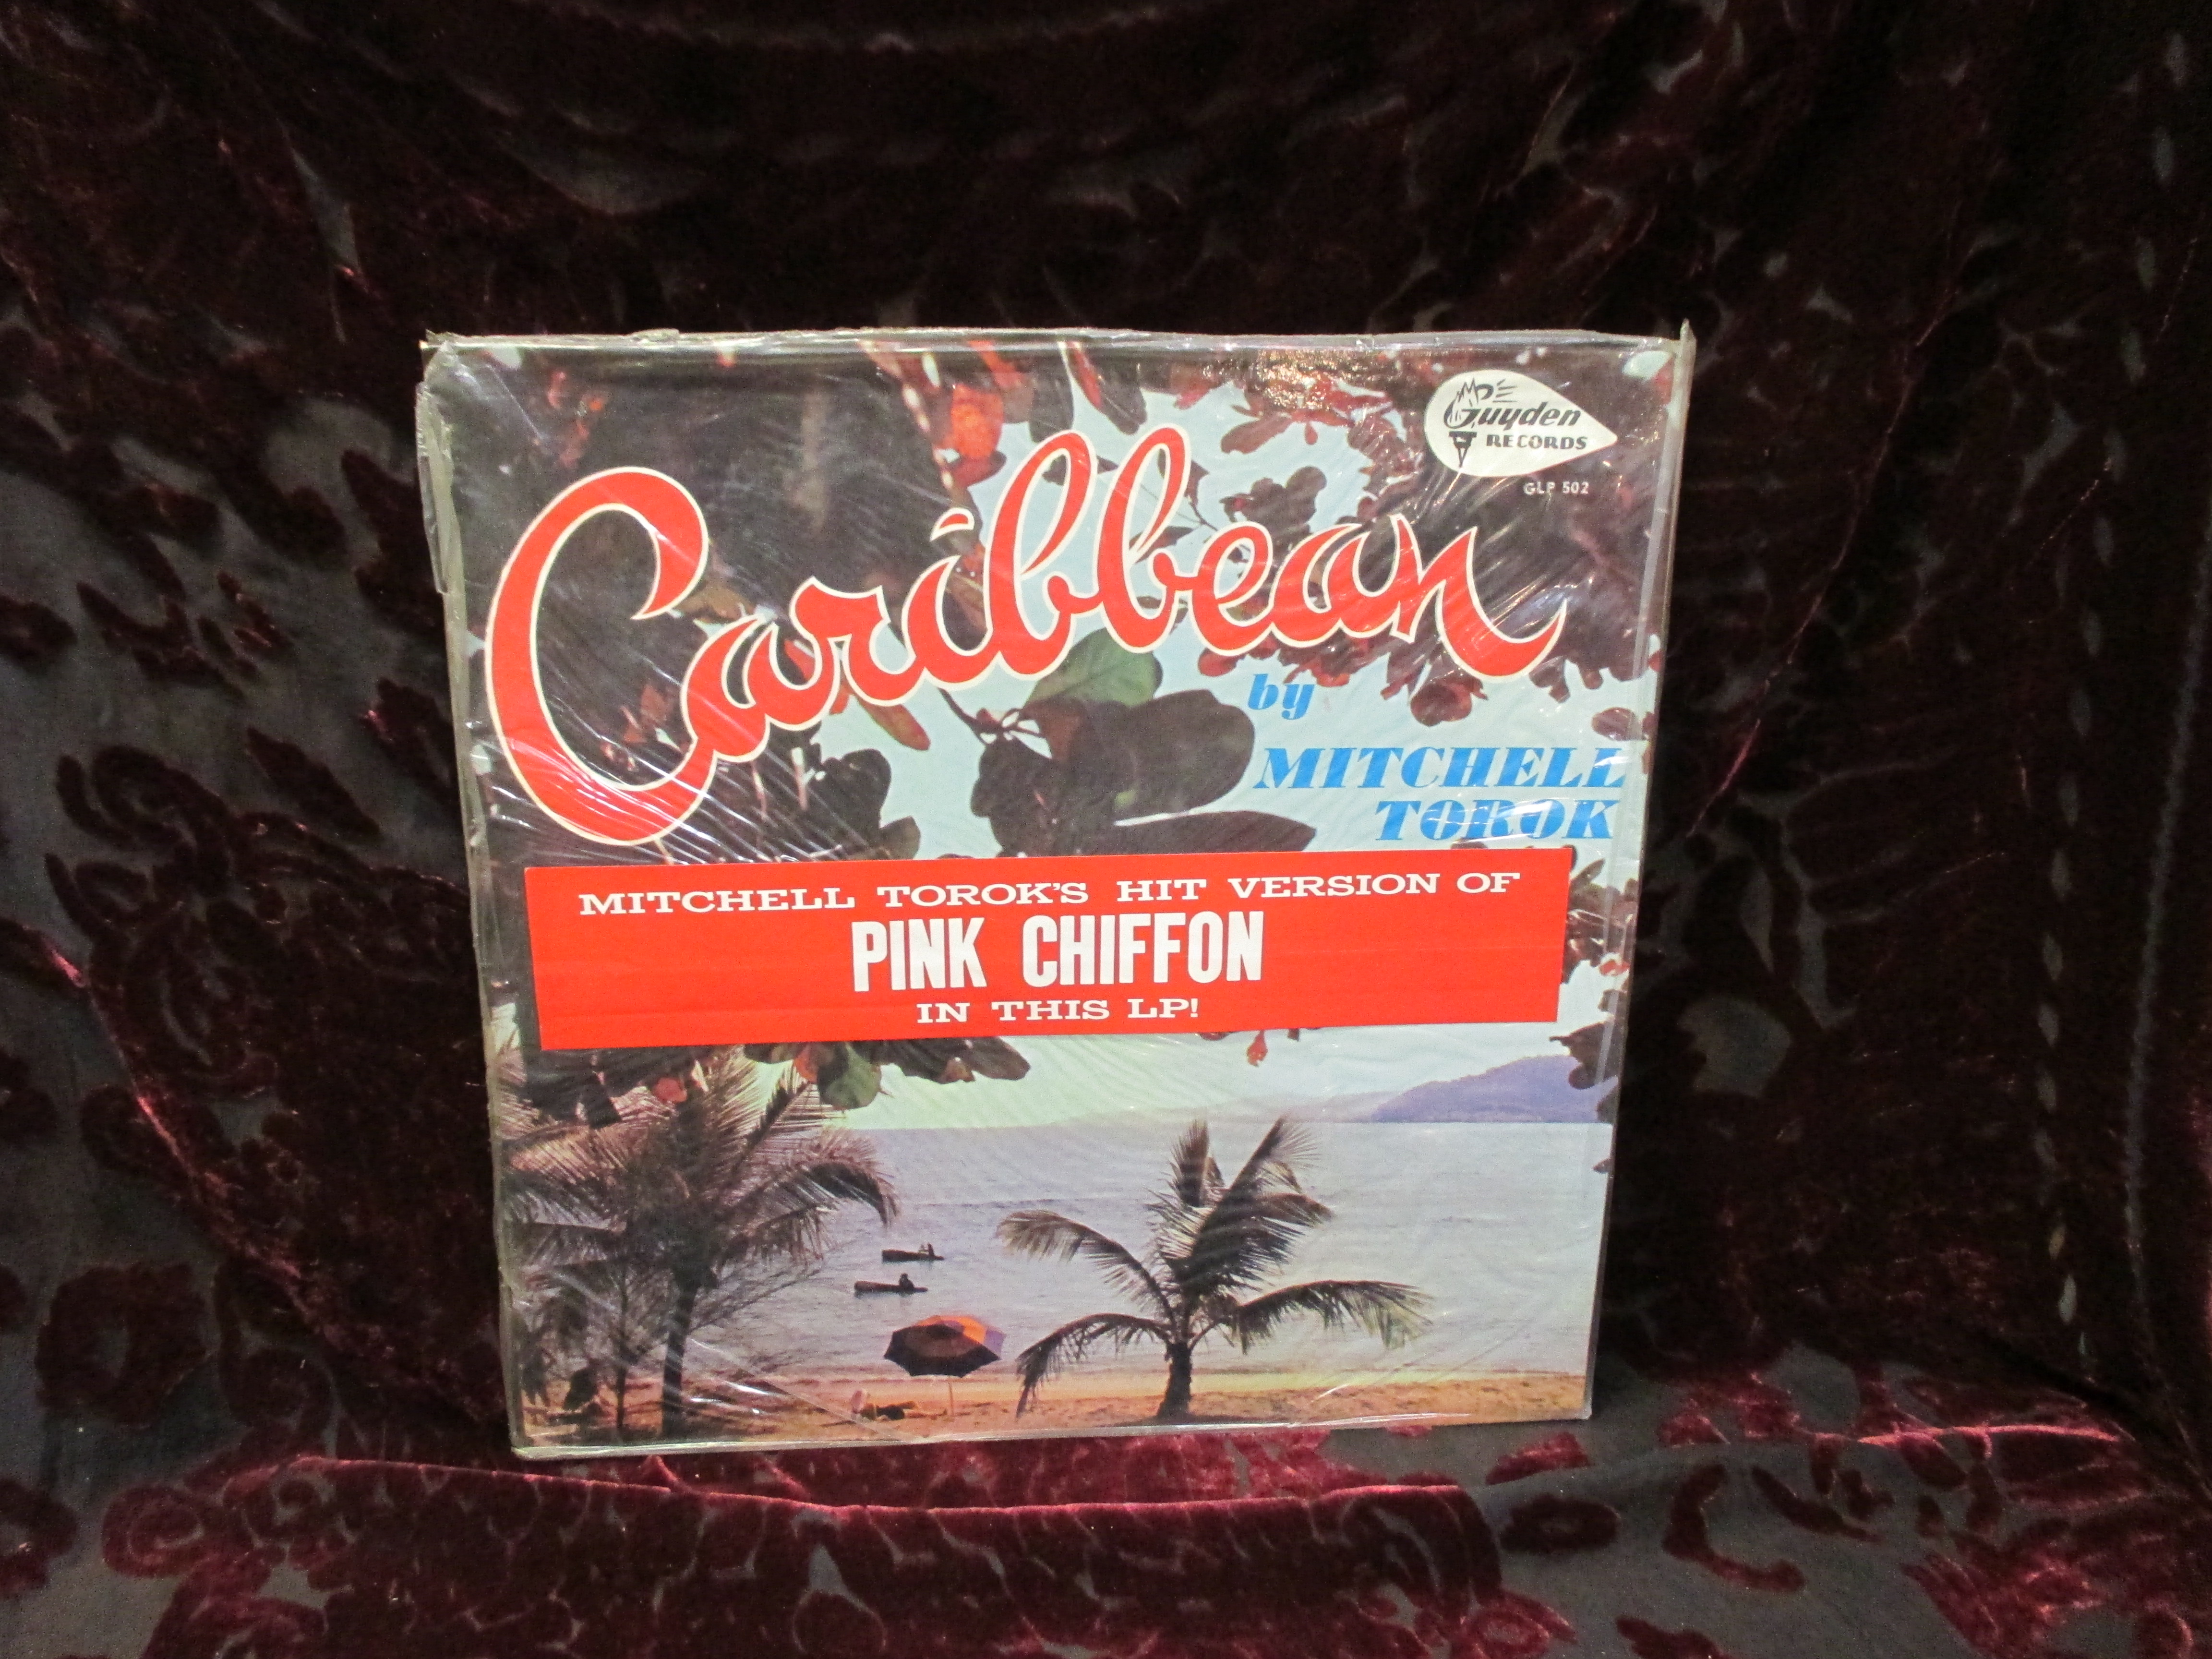 Guyden
RECORDS
GLP 502
Caribbean
by
MITCHELL
TOROK
MITCHELL TOROK'S HIT VERSION OF
PINK CHIFFON
IN THIS LP!